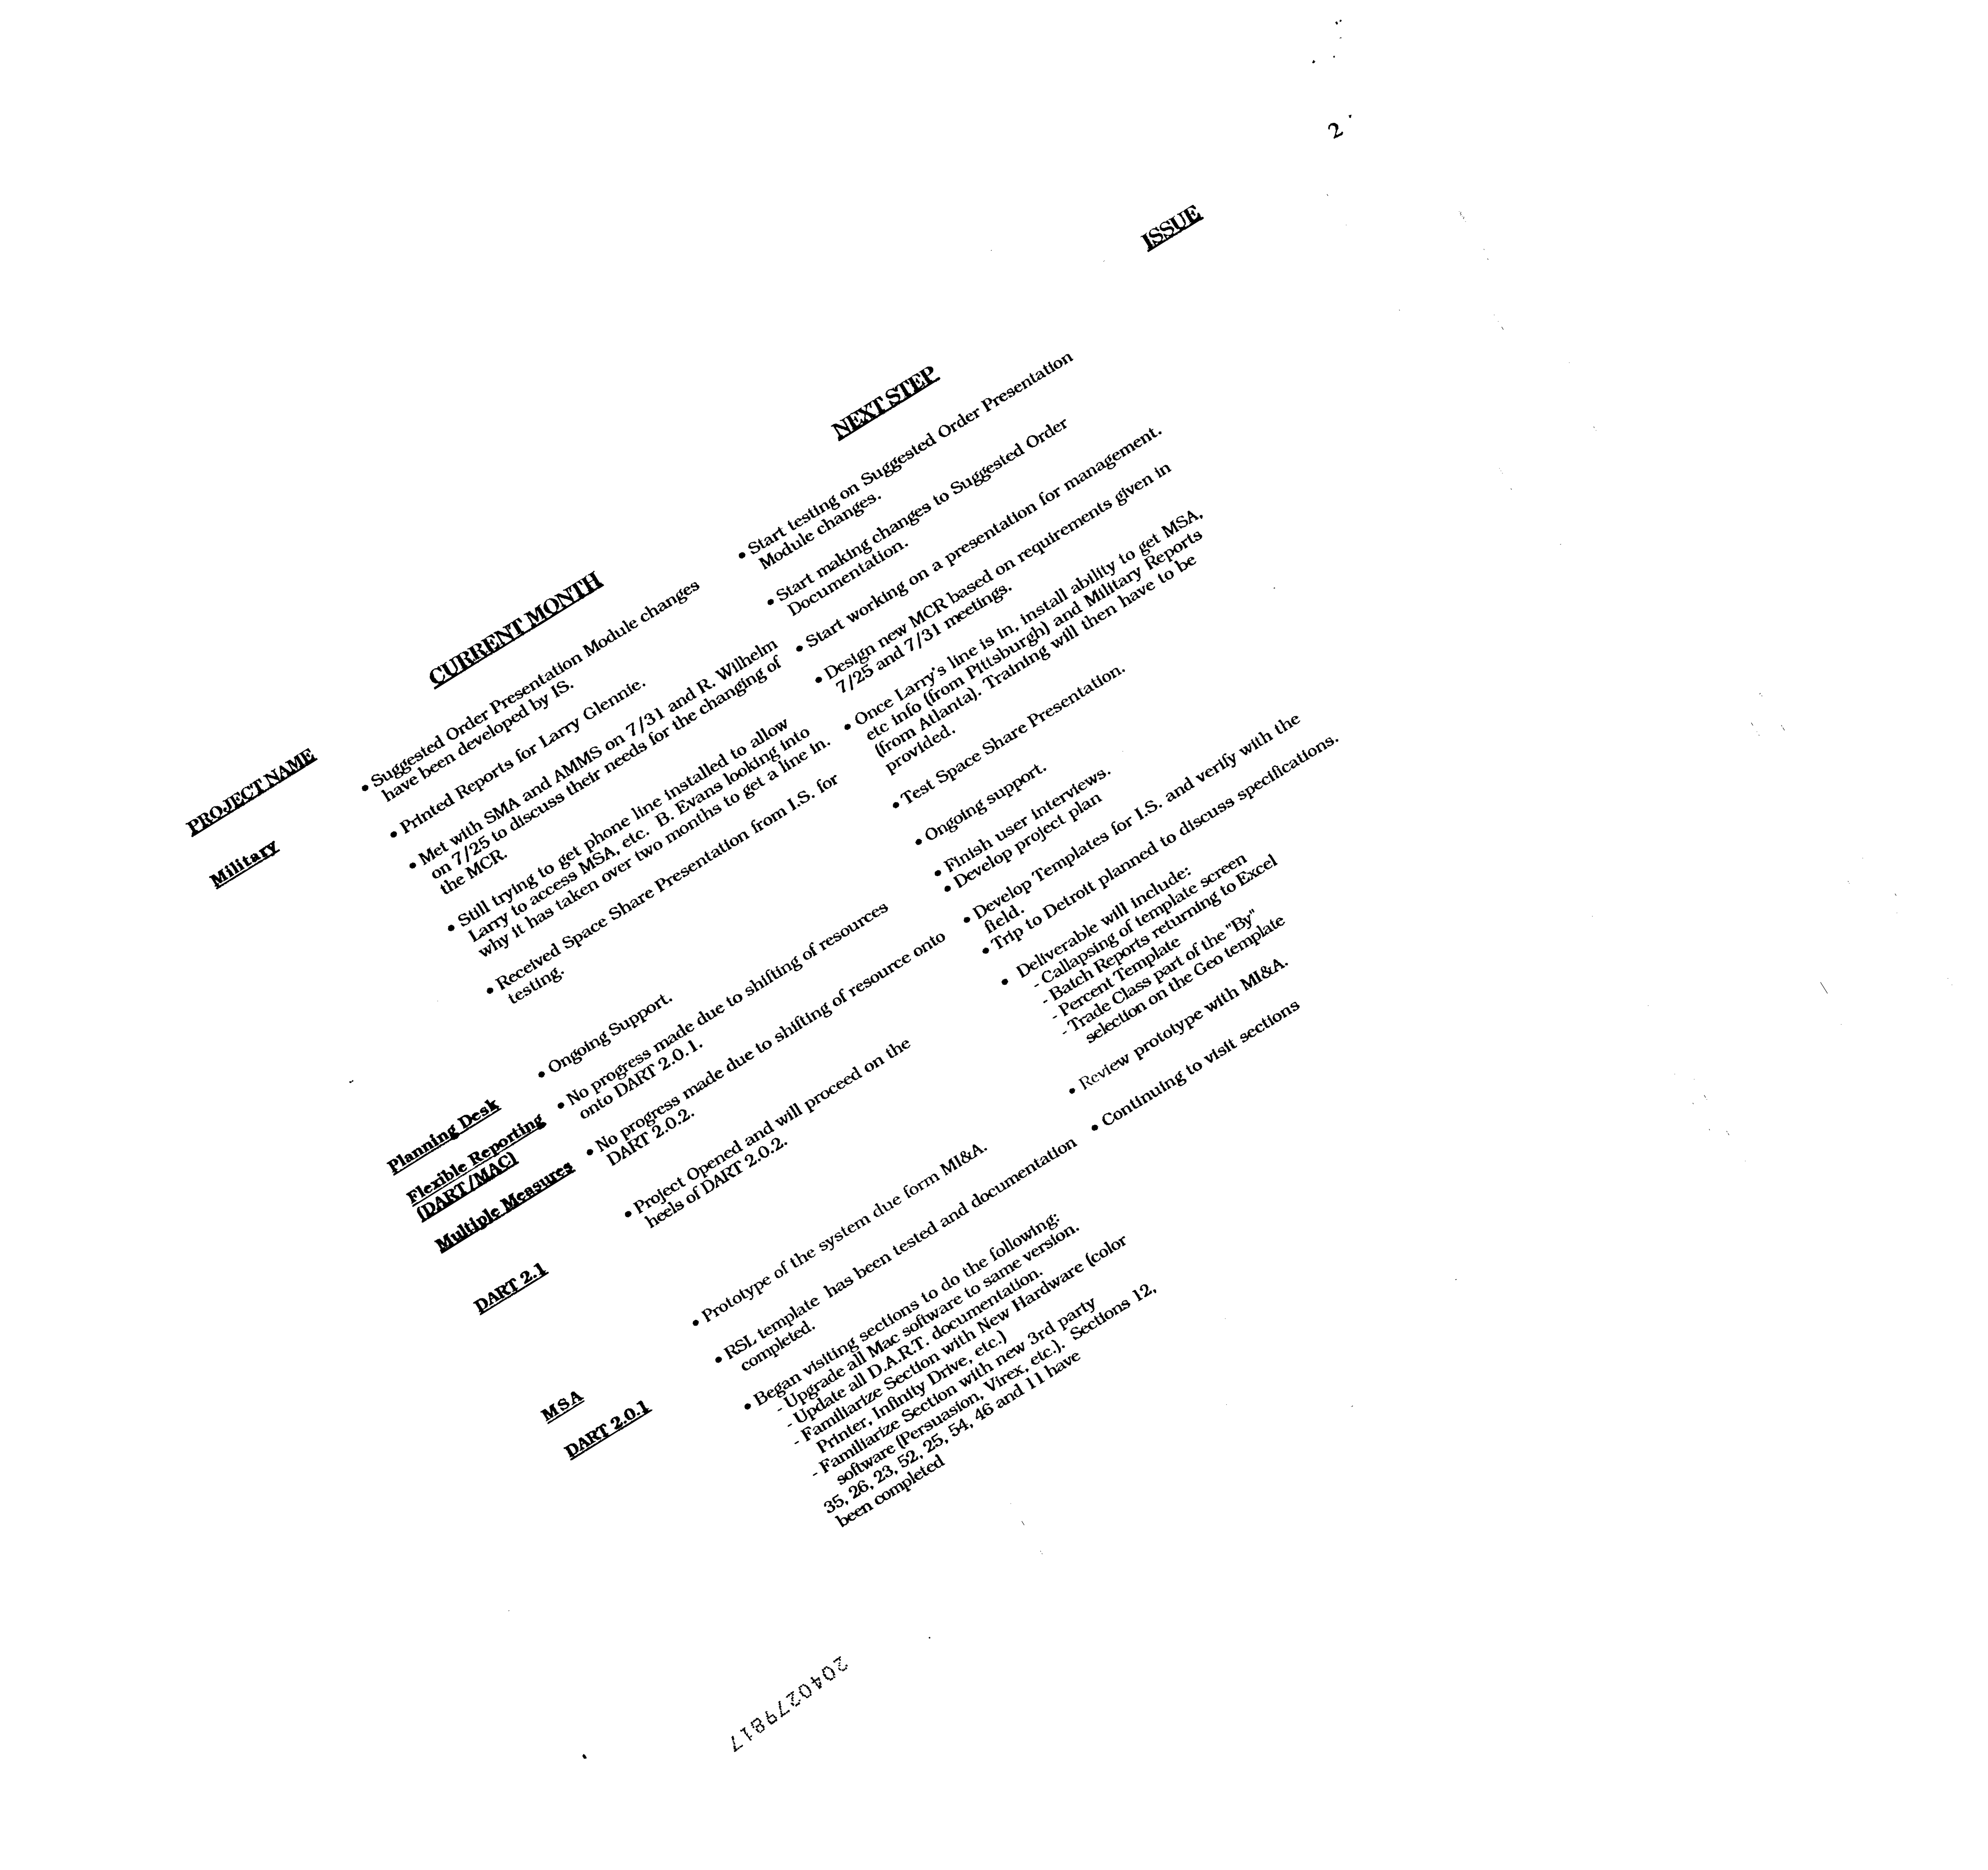 2
PROJECT NAME
CURRENT MONTH
NEXT STEP
ISSUE
Military
• Suggested Order Presentation Module changes
have been developed by IS.
• Start testing on Suggested Order Presentation
Module changes.
• Start making changes to Suggested Order
Documentation.
• Printed Reports for Larry Glennie.
• Start working on a presentation for management.
• Met with SMA and AMMS on 7/31 and R. Wilhelm
on 7/25 to discuss their needs for the changing of
the MCR.
• Design new MCR based on requirements given in
7/25 and 7/31 meetings.
• Still trying to get phone line installed to allow
Larry to access MSA, etc. B. Evans looking into
why it has taken over two months to get a line in.
• Once Larry's line is in, install ability to get MSA,
etc info (from Pittsburgh) and Military Reports
(from Atlanta). Training will then have to be
provided.
• Received Space Share Presentation from I.S. for
testing.
• Test Space Share Presentation.
Planning Desk
• Ongoing Support.
• Ongoing support.
Flexible Reporting
(DART/MAC)
• No progress made due to shifting of resources
onto DART 2.0.1.
• Finish user interviews.
• Develop project plan
Multiple Measures
• No progress made due to shifting of resource onto
DART 2.0.2.
• Develop Templates for I.S. and verify with the
field.
• Trip to Detroit planned to discuss specifications.
DART 2.1
• Project Opened and will proceed on the
heels of DART 2.0.2.
• Deliverable will include:
- Callapsing of template screen
- Batch Reports returning to Excel
- Percent Template
- Trade Class part of the "By"
selection on the Geo template
MSA
• Prototype of the system due form MI&A.
• Review prototype with MI&A.
DART 2.0.1
• RSL template has been tested and documentation
completed.
• Continuing to visit sections
• Began visiting sections to do the following:
- Upgrade all Mac software to same version.
- Update all D.A.R.T. documentation.
- Familiarize Section with New Hardware (color
Printer, Infinity Drive, etc.)
- Familiarize Section with new 3rd party
software (Persuasion, Virex, etc.). Sections 12,
35, 26, 23, 52, 25, 54, 46 and 11 have
been completed
2040279817